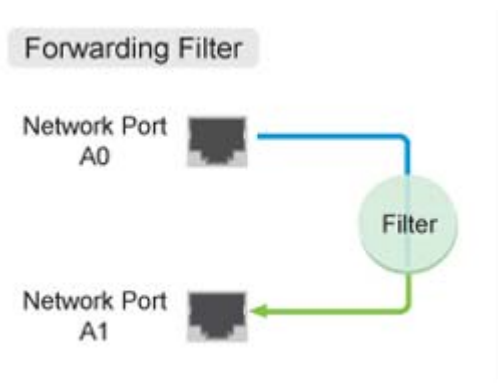 Forwarding Filter
Network Port
A0
Filter
Network Port
A1